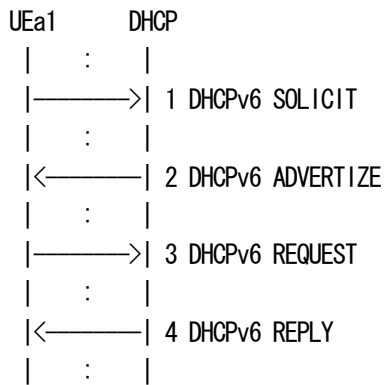 UEa1 DHCP
| : |
|-------->| 1 DHCPv6 SOLICIT
| : |
|<--------| 2 DHCPv6 ADVERTIZE
| : |
|-------->| 3 DHCPv6 REQUEST
| : |
|<--------| 4 DHCPv6 REPLY
| : |